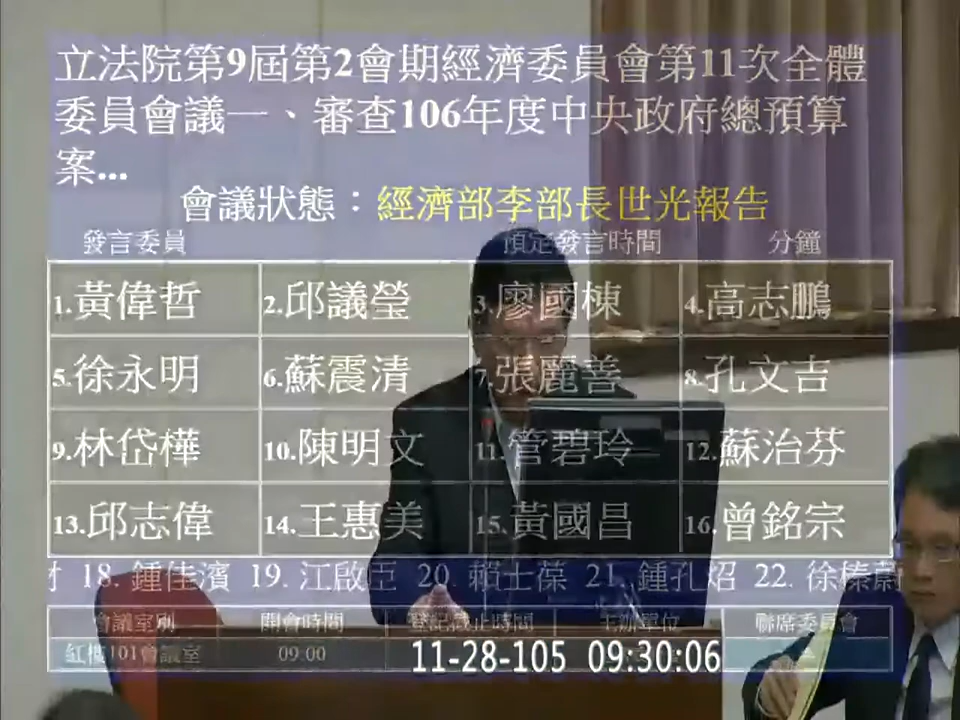 立法院第9屆第2會期經濟委員會第11次全體
委員會議一、審查106年度中央政府總預算
案...
會議狀態：經濟部李部長世光報告
發言委員 預定發言時間 分鐘
1.黃偉哲 2.邱議瑩 3.廖國棟 4.高志鵬
5.徐永明 6.蘇震清 7.張麗善 8.孔文吉
9.林岱樺 10.陳明文 11.管碧玲 12.蘇治芬
13.邱志偉 14.王惠美 15.黃國昌 16.曾銘宗
18. 鍾佳濱 19. 江啟臣 20. 賴士葆 21. 鍾孔炤 22. 徐榛蔚
會議室別 開會時間 登記截止時間 主辦單位 聯席委員會
紅樓101會議室 09:00
11-28-105 09:30:06